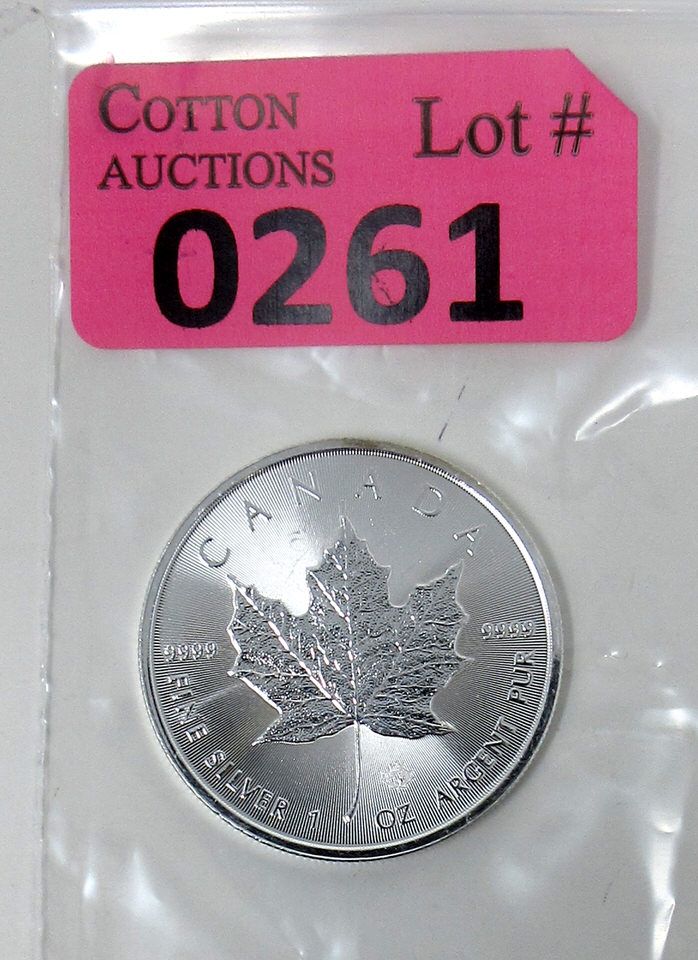 COTTON
AUCTIONS
Lot #
0261
CANADA
9999
9999
FINE SILVER 1 OZ ARGENT PUR